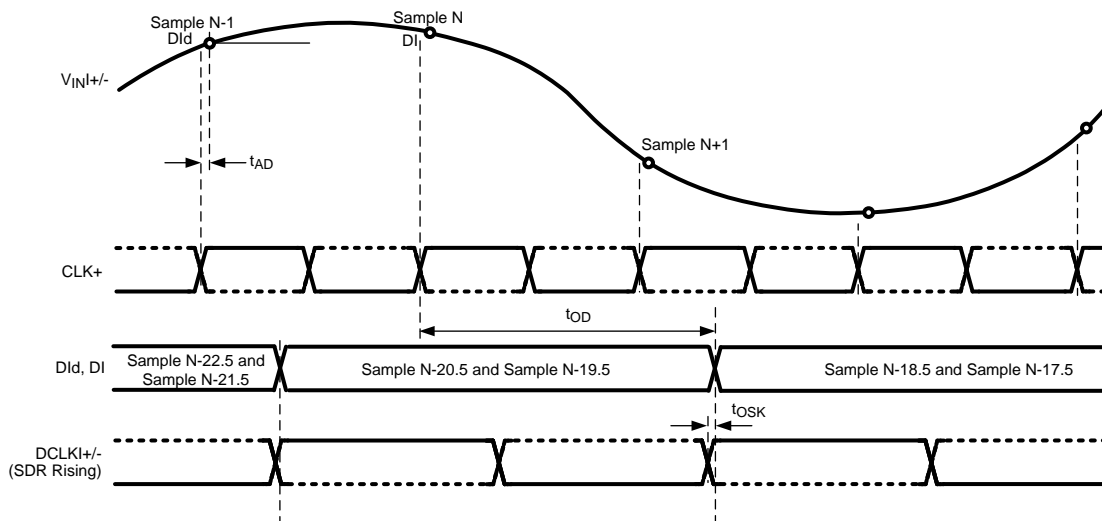 Sample N-1
DId
Sample N
DI
VINI+/-
Sample N+1
tAD
CLK+
tOD
DId, DI
Sample N-22.5 and
Sample N-21.5
Sample N-20.5 and Sample N-19.5
Sample N-18.5 and Sample N-17.5
tOSK
DCLKI+/-
(SDR Rising)